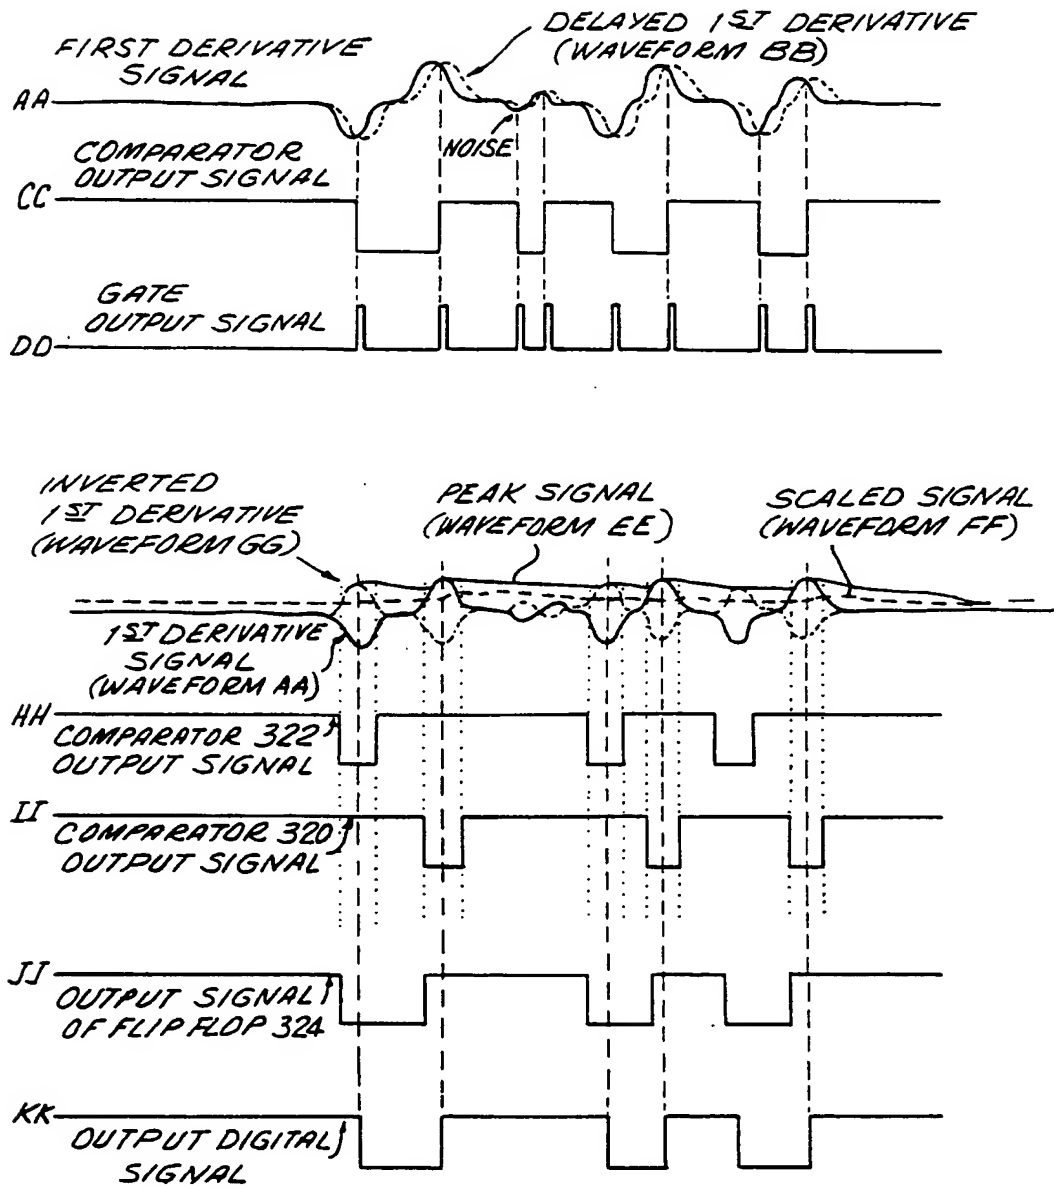 DELAYED 1ST DERIVATIVE
(WAVEFORM BB)
FIRST DERIVATIVE
SIGNAL
AA
NOISE
COMPARATOR
OUTPUT SIGNAL
CC
GATE
OUTPUT SIGNAL
DD
INVERTED
1ST DERIVATIVE
(WAVEFORM GG)
PEAK SIGNAL
(WAVEFORM EE)
SCALED SIGNAL
(WAVEFORM FF)
1ST DERIVATIVE
SIGNAL
(WAVEFORM AA)
HH
COMPARATOR 322
OUTPUT SIGNAL
II
COMPARATOR 320
OUTPUT SIGNAL
JJ
OUTPUT SIGNAL
OF FLIP FLOP 324
KK
OUTPUT DIGITAL
SIGNAL